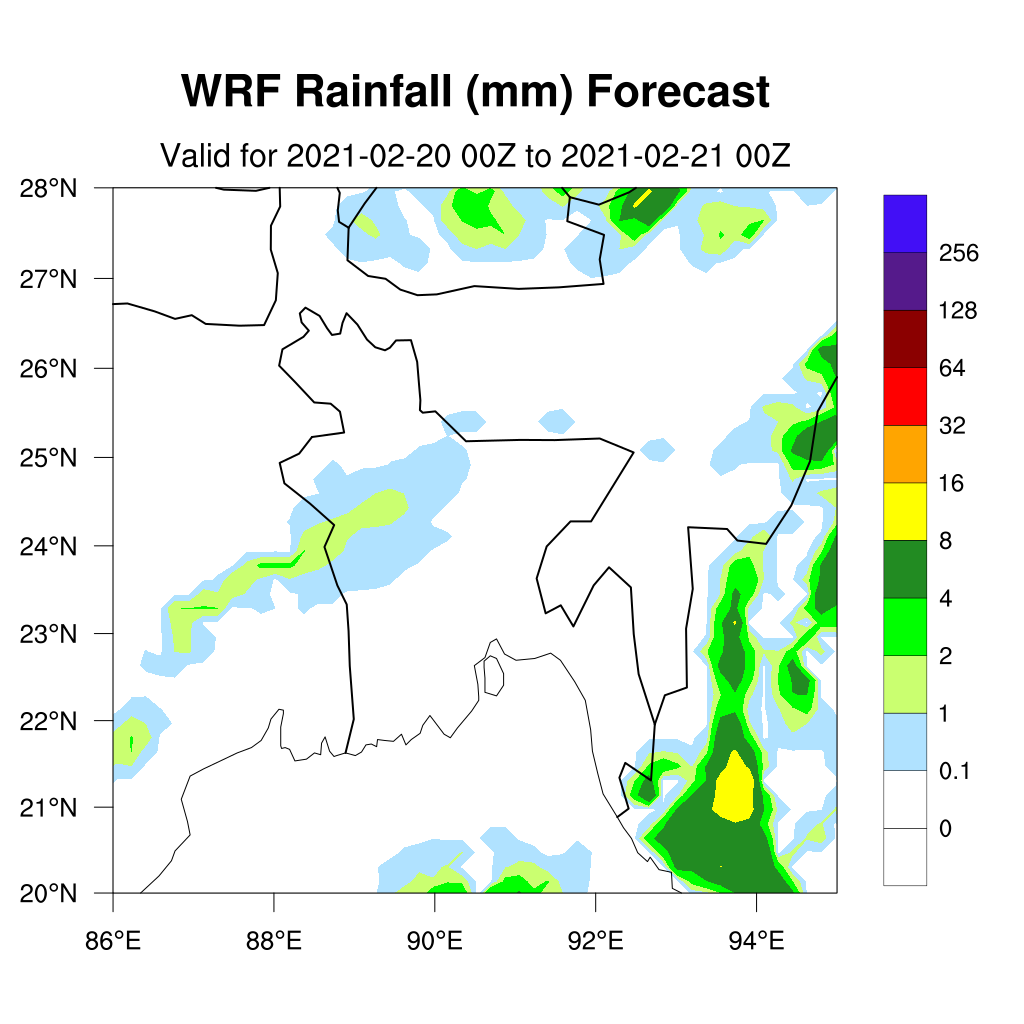 WRF Rainfall (mm) Forecast
Valid for 2021-02-20 00Z to 2021-02-21 00Z
28°N
27°N
26°N
25°N
24°N
23°N
22°N
21°N
20°N
86°E
88°E
90°E
92°E
94°E
256
128
64
32
16
8
4
2
1
0.1
0